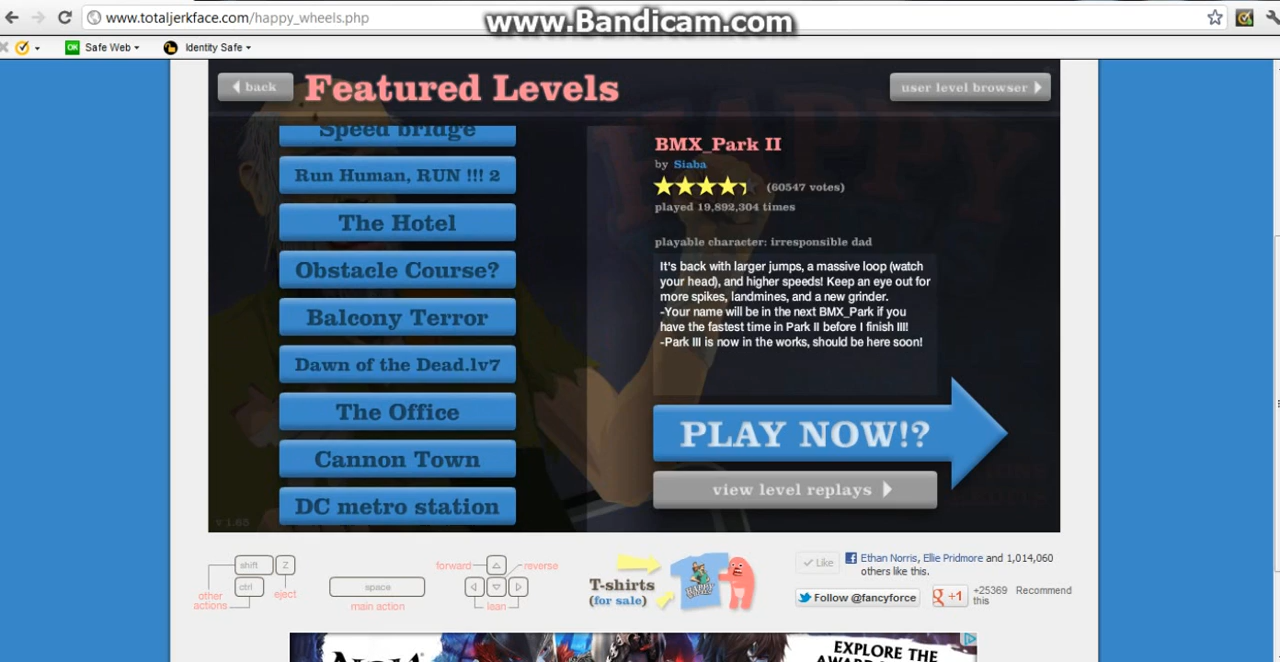 www.totaljerkface.com/happy_wheels.php
www.Bandicam.com
OK Safe Web
Identity Safe
back
Featured Levels
user level browser
Speed bridge
Run Human, RUN !!! 2
The Hotel
Obstacle Course?
Balcony Terror
Dawn of the Dead.lv7
The Office
Cannon Town
DC metro station
v 1.65
BMX_Park II
by Siaba
(60547 votes)
played 19,892,304 times
playable character: irresponsible dad
It's back with larger jumps, a massive loop (watch
your head), and higher speeds! Keep an eye out for
more spikes, landmines, and a new grinder.
-Your name will be in the next BMX_Park if you
have the fastest time in Park II before I finish III!
-Park III is now in the works, should be here soon!
PLAY NOW!?
view level replays
shift Z
ctrl
other
actions
eject
space
main action
forward
reverse
lean
T-shirts
(for sale)
Like
Ethan Norris, Ellie Pridmore and 1,014,060
others like this.
Follow @fancyforce
+1
+25369 Recommend
this
AION
EXPLORE THE